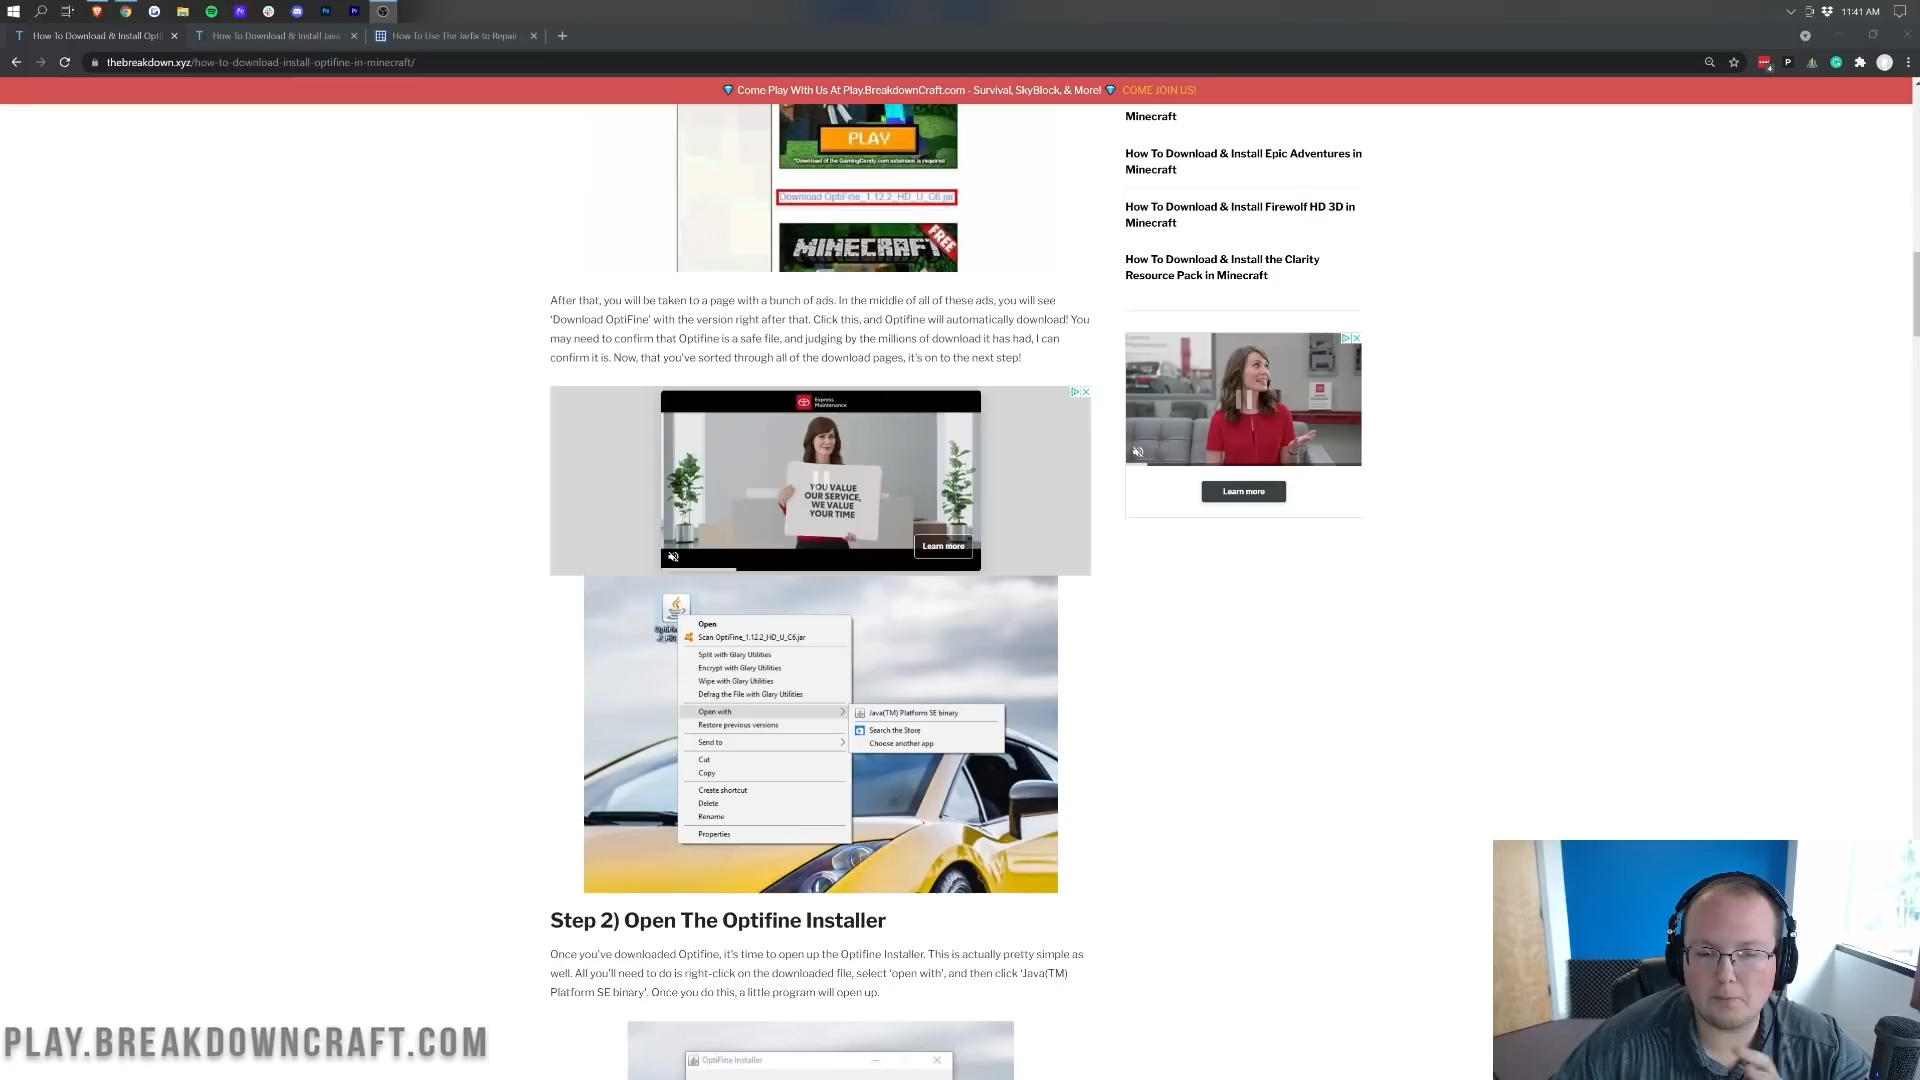 11:41 AM
How To Download & Install Opti
How To Download & Install Java
How To Use The Jarfix to Repair
thebreakdown.xyz/how-to-download-install-optifine-in-minecraft/
Come Play With Us At Play.BreakdownCraft.com - Survival, SkyBlock, & More!
COME JOIN US!
PLAY
*Download of the GamingCandy.com extension is required
Download OptiFine_1.12.2_HD_U_C6.jar
MINECRAFT
FREE
Minecraft
How To Download & Install Epic Adventures in
Minecraft
How To Download & Install Firewolf HD 3D in
Minecraft
How To Download & Install the Clarity
Resource Pack in Minecraft
After that, you will be taken to a page with a bunch of ads. In the middle of all of these ads, you will see
‘Download OptiFine’ with the version right after that. Click this, and Optifine will automatically download! You
may need to confirm that Optifine is a safe file, and judging by the millions of download it has had, I can
confirm it is. Now, that you’ve sorted through all of the download pages, it’s on to the next step!
Express
Maintenance
YOU VALUE
OUR SERVICE,
WE VALUE
YOUR TIME
Learn more
Learn more
Open
Scan OptiFine_1.12.2_HD_U_C6.jar
Split with Glary Utilities
Encrypt with Glary Utilities
Wipe with Glary Utilities
Defrag the File with Glary Utilities
Open with
Restore previous versions
Send to
Cut
Copy
Create shortcut
Delete
Rename
Properties
Java(TM) Platform SE binary
Search the Store
Choose another app
Step 2) Open The Optifine Installer
Once you’ve downloaded Optifine, it’s time to open up the Optifine Installer. This is actually pretty simple as
well. All you’ll need to do is right-click on the downloaded file, select ‘open with’, and then click ‘Java(TM)
Platform SE binary’. Once you do this, a little program will open up.
OptiFine Installer
PLAY.BREAKDOWNCRAFT.COM